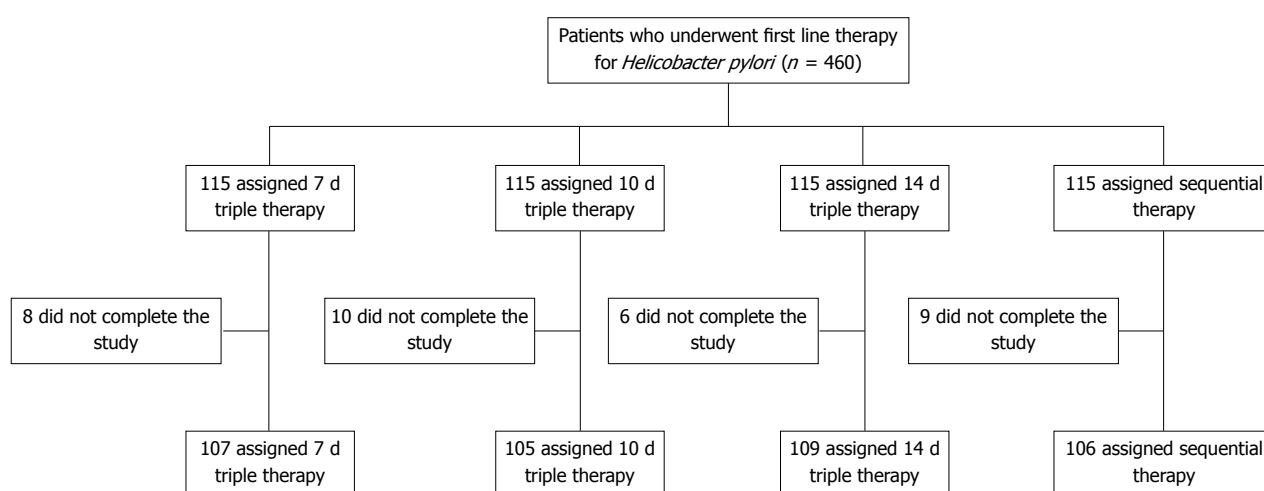 Patients who underwent first line therapy
for Helicobacter pylori (n = 460)
115 assigned 7 d
triple therapy
115 assigned 10 d
triple therapy
115 assigned 14 d
triple therapy
115 assigned sequential
therapy
8 did not complete the
study
10 did not complete the
study
6 did not complete the
study
9 did not complete the
study
107 assigned 7 d
triple therapy
105 assigned 10 d
triple therapy
109 assigned 14 d
triple therapy
106 assigned sequential
therapy